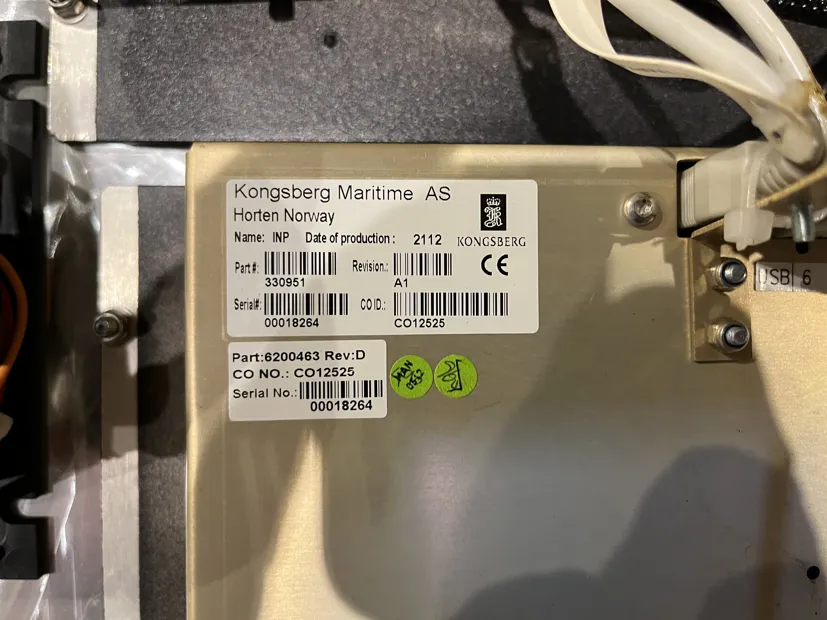 Kongsberg Maritime AS
Horten Norway
Name: INP Date of production: 2112
KONGSBERG
Part#: Revision.:
330951 A1
CE
Serial#: CO ID.:
00018264 CO12525
Part:6200463 Rev:D
CO NO.: CO12525
Serial No.:
00018264
MAN
USB 6